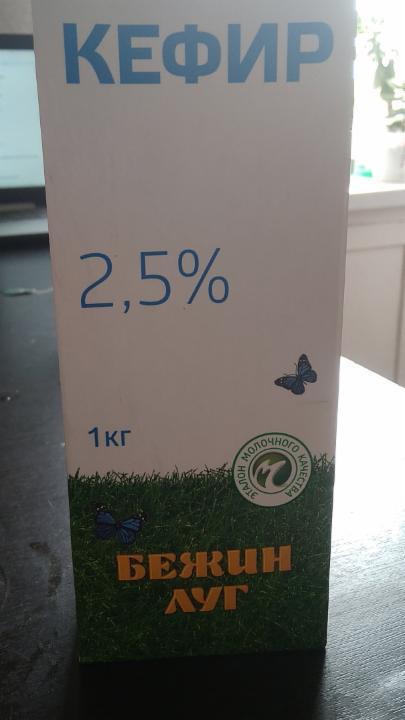 КЕФИР
2,5%
1кг
ЭТАЛОН МОЛОЧНОГО КАЧЕСТВА
БЕЖИН
ЛУГ